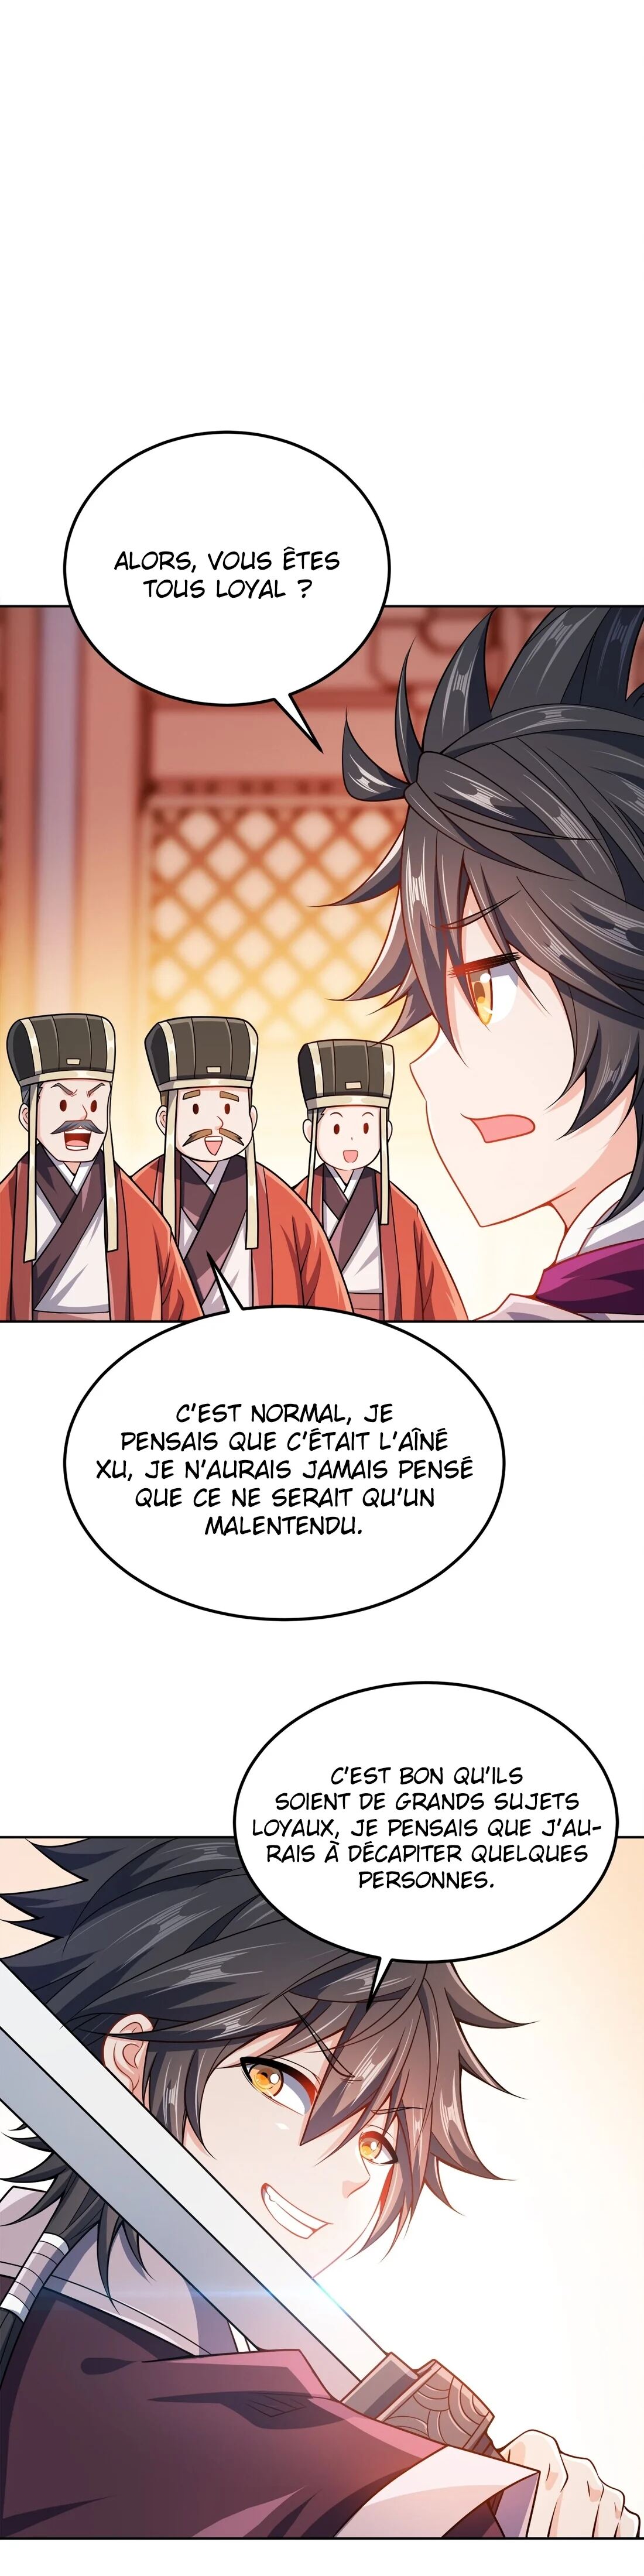 ALORS, VOUS ÊTES
TOUS LOYAL ?
C'EST NORMAL, JE
PENSAIS QUE C'ÉTAIT L'AÎNÉ
XU, JE N'AURAIS JAMAIS PENSÉ
QUE CE NE SERAIT QU'UN
MALENTENDU.
C'EST BON QU'ILS
SOIENT DE GRANDS SUJETS
LOYAUX, JE PENSAIS QUE J'AU-
RAIS À DÉCAPITER QUELQUES
PERSONNES.